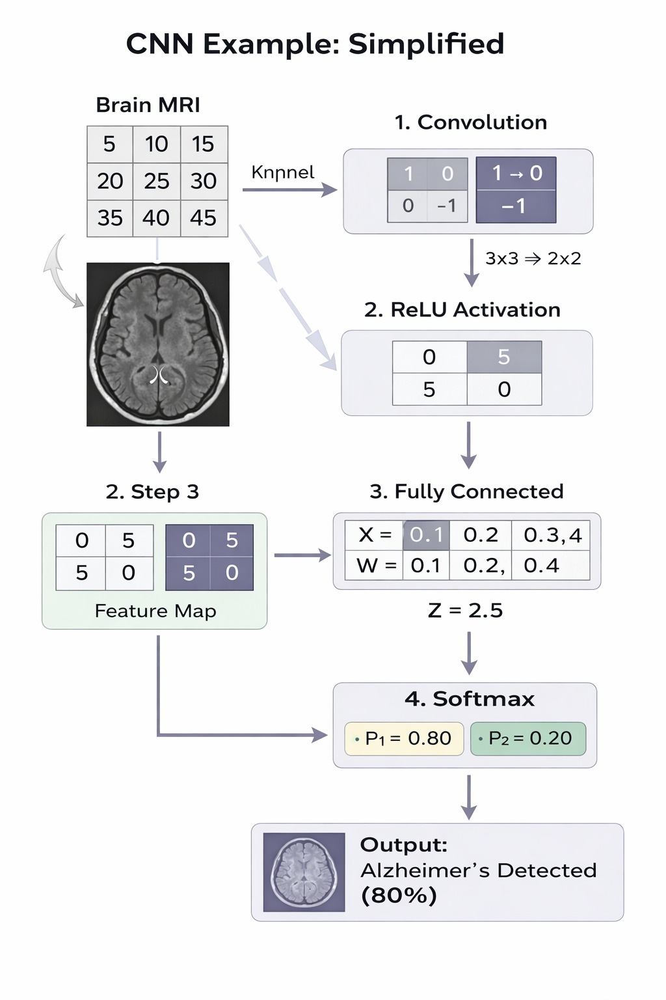 CNN Example: Simplified
Brain MRI
5 10 15
20 25 30
35 40 45
Knpnel
1. Convolution
1 0
0 -1
1 → 0
-1
3x3 ⇒ 2x2
2. ReLU Activation
0 5
5 0
2. Step 3
0 5
5 0
0 5
5 0
Feature Map
3. Fully Connected
X = 0.1 0.2 0.3,4
W = 0.1 0.2, 0.4
Z = 2.5
4. Softmax
• P₁ = 0.80
• P₂ = 0.20
Output:
Alzheimer's Detected
(80%)